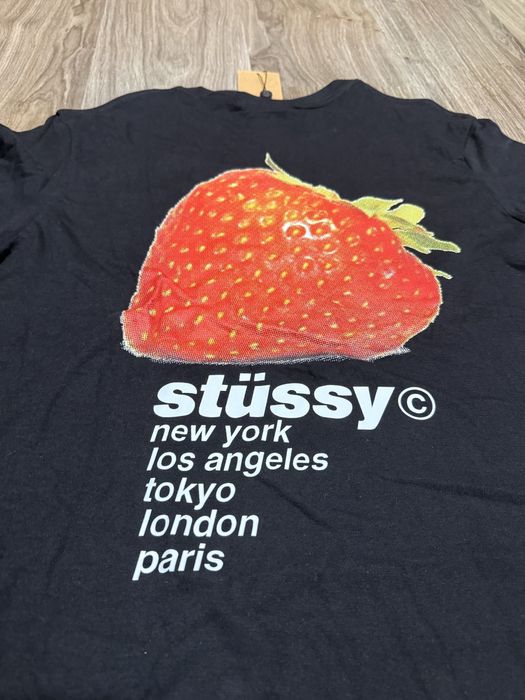 stüssy©
new york
los angeles
tokyo
london
paris